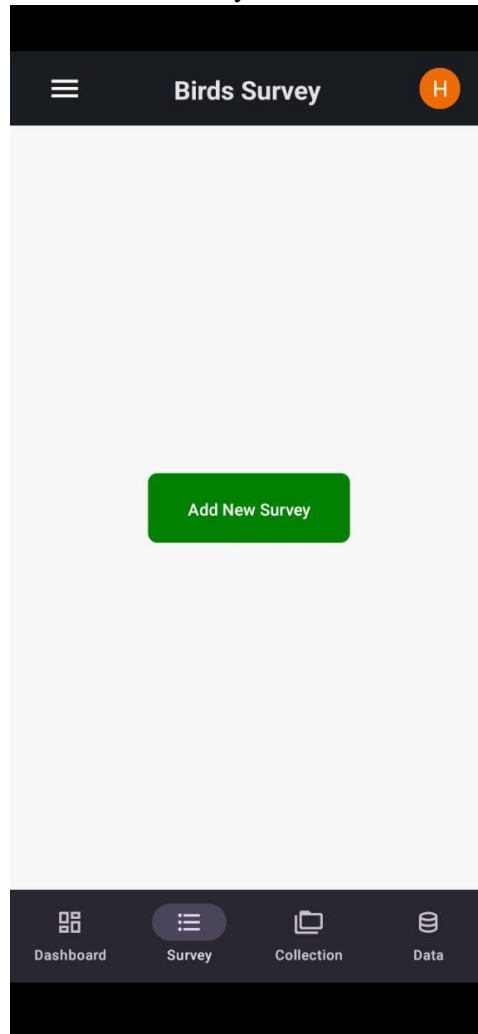 Birds Survey
H
Add New Survey
Dashboard
Survey
Collection
Data